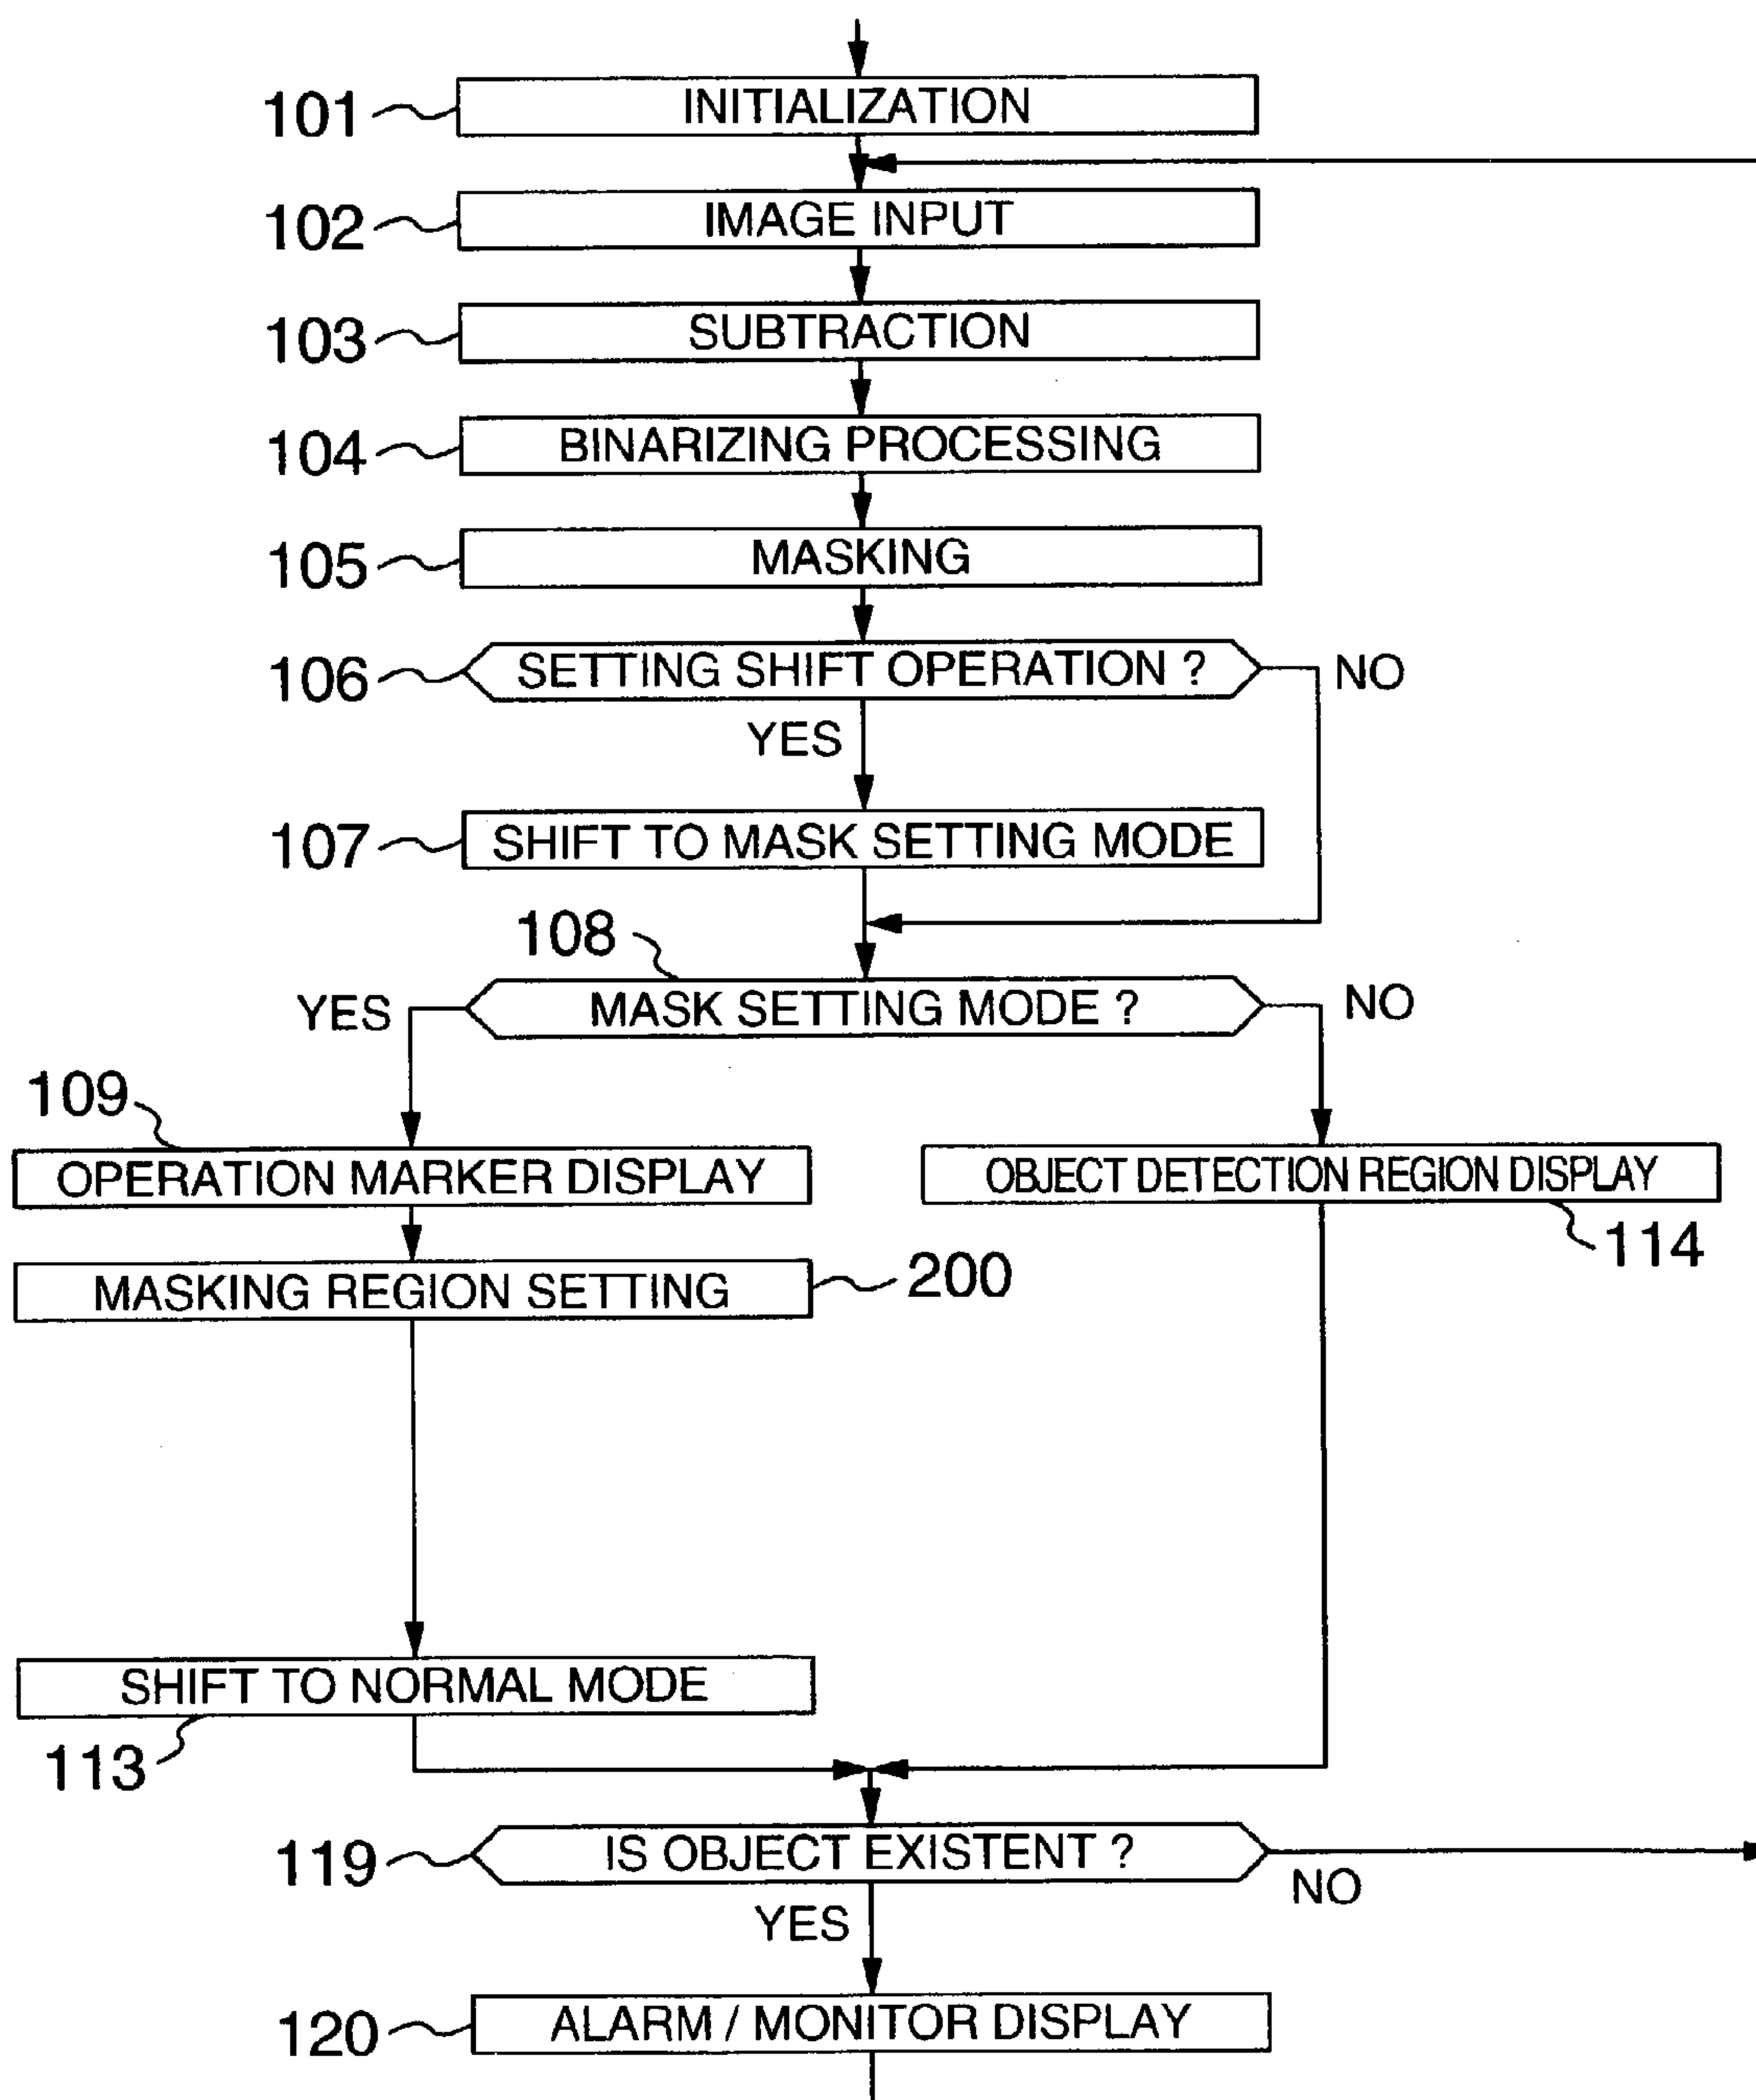 101 INITIALIZATION
102 IMAGE INPUT
103 SUBTRACTION
104 BINARIZING PROCESSING
105 MASKING
106 SETTING SHIFT OPERATION ? NO
YES
107 SHIFT TO MASK SETTING MODE
108
YES MASK SETTING MODE ? NO
109
OPERATION MARKER DISPLAY OBJECT DETECTION REGION DISPLAY
114
MASKING REGION SETTING 200
SHIFT TO NORMAL MODE
113
119 IS OBJECT EXISTENT ?
NO
YES
120 ALARM / MONITOR DISPLAY